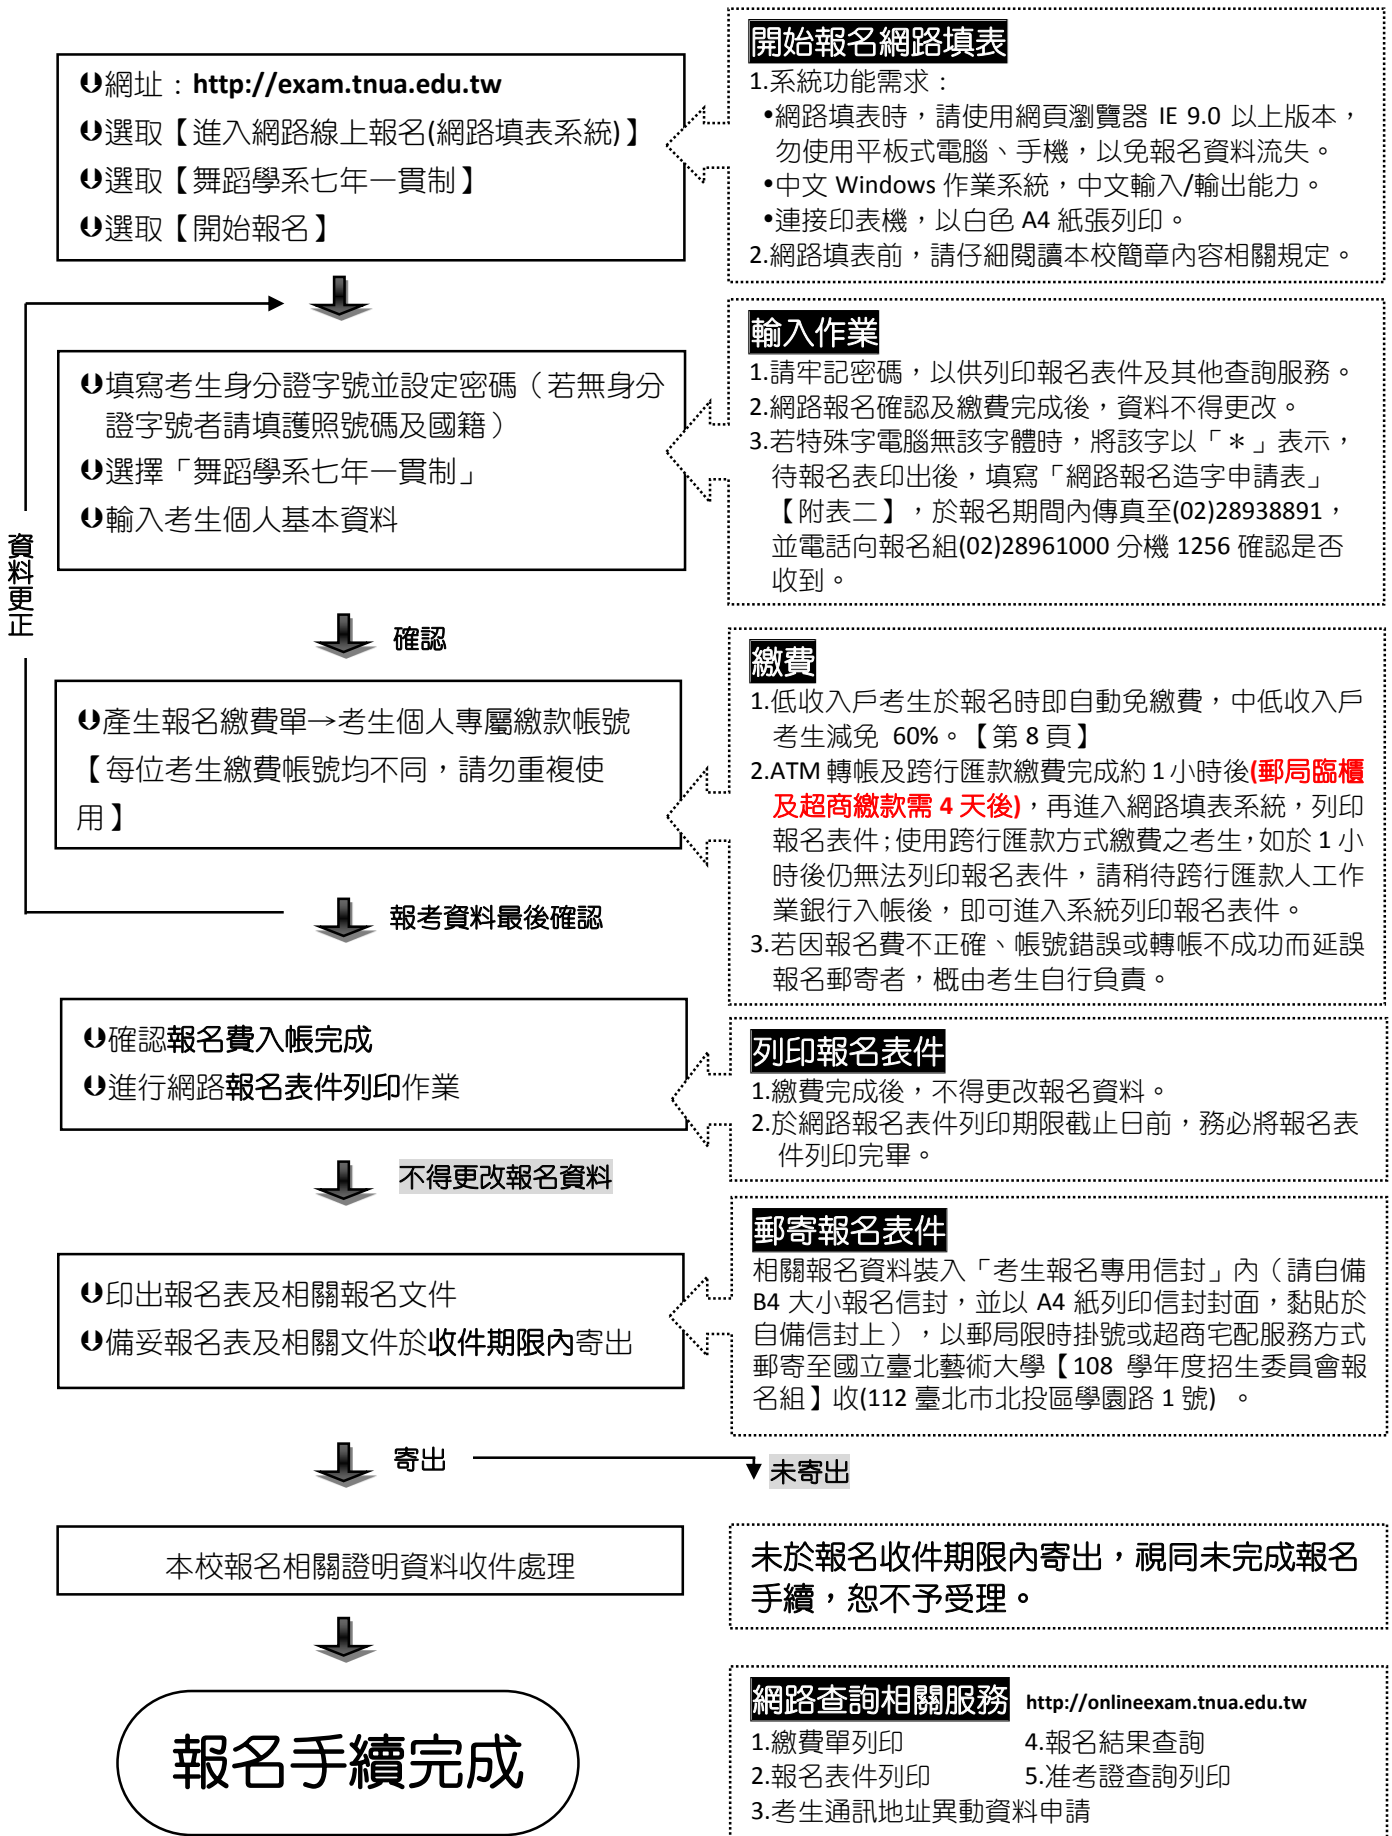 網址：http://exam.tnua.edu.tw
選取【進入網路線上報名(網路填表系統)】
選取【舞蹈學系七年一貫制】
選取【開始報名】
開始報名網路填表
1.系統功能需求：
•網路填表時，請使用網頁瀏覽器 IE 9.0 以上版本，
勿使用平板式電腦、手機，以免報名資料流失。
•中文 Windows 作業系統，中文輸入/輸出能力。
•連接印表機，以白色 A4 紙張列印。
2.網路填表前，請仔細閱讀本校簡章內容相關規定。
資料更正
填寫考生身分證字號並設定密碼（若無身分
證字號者請填護照號碼及國籍）
選擇「舞蹈學系七年一貫制」
輸入考生個人基本資料
輸入作業
1.請牢記密碼，以供列印報名表件及其他查詢服務。
2.網路報名確認及繳費完成後，資料不得更改。
3.若特殊字電腦無該字體時，將該字以「＊」表示，
待報名表印出後，填寫「網路報名造字申請表」
【附表二】，於報名期間內傳真至(02)28938891，
並電話向報名組(02)28961000 分機 1256 確認是否
收到。
確認
產生報名繳費單→考生個人專屬繳款帳號
【每位考生繳費帳號均不同，請勿重複使
用】
繳費
1.低收入戶考生於報名時即自動免繳費，中低收入戶
考生減免 60%。【第 8 頁】
2.ATM 轉帳及跨行匯款繳費完成約 1 小時後(郵局臨櫃
及超商繳款需 4 天後)，再進入網路填表系統，列印
報名表件；使用跨行匯款方式繳費之考生，如於 1 小
時後仍無法列印報名表件，請稍待跨行匯款人工作
業銀行入帳後，即可進入系統列印報名表件。
3.若因報名費不正確、帳號錯誤或轉帳不成功而延誤
報名郵寄者，概由考生自行負責。
報考資料最後確認
確認報名費入帳完成
進行網路報名表件列印作業
列印報名表件
1.繳費完成後，不得更改報名資料。
2.於網路報名表件列印期限截止日前，務必將報名表
件列印完畢。
不得更改報名資料
印出報名表及相關報名文件
備妥報名表及相關文件於收件期限內寄出
郵寄報名表件
相關報名資料裝入「考生報名專用信封」內（請自備
B4 大小報名信封，並以 A4 紙列印信封封面，黏貼於
自備信封上），以郵局限時掛號或超商宅配服務方式
郵寄至國立臺北藝術大學【108 學年度招生委員會報
名組】收(112 臺北市北投區學園路 1 號) 。
寄出
未寄出
本校報名相關證明資料收件處理
未於報名收件期限內寄出，視同未完成報名
手續，恕不予受理。
報名手續完成
網路查詢相關服務 http://onlineexam.tnua.edu.tw
1.繳費單列印 4.報名結果查詢
2.報名表件列印 5.准考證查詢列印
3.考生通訊地址異動資料申請